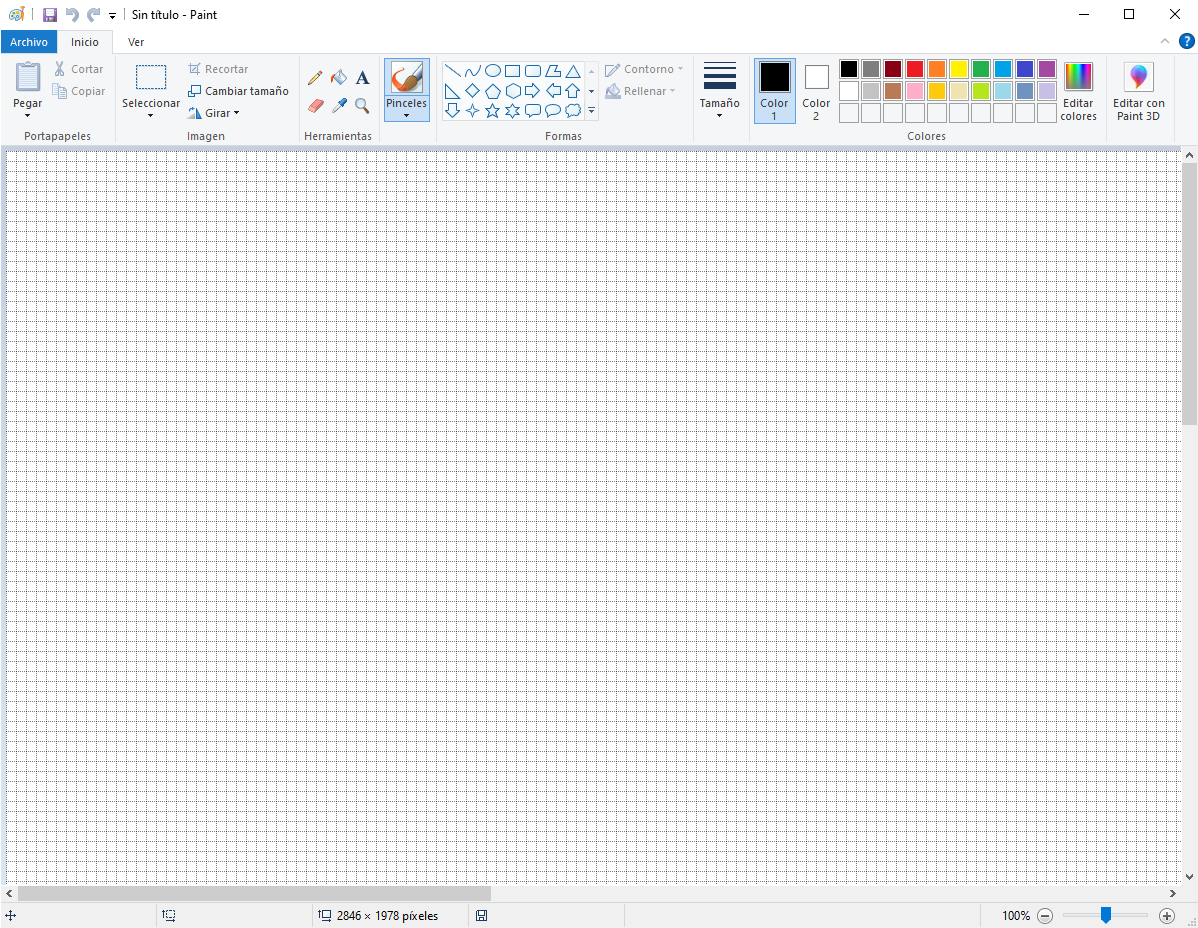 Sin título - Paint
Archivo Inicio Ver
Pegar
Cortar
Copiar
Portapapeles
Seleccionar
Recortar
Cambiar tamaño
Girar
Imagen
A
Herramientas
Pinceles
Formas
Contorno
Rellenar
Tamaño
Color
1
Color
2
Colores
Editar
colores
Editar con
Paint 3D
?
2846 × 1978 píxeles
100%